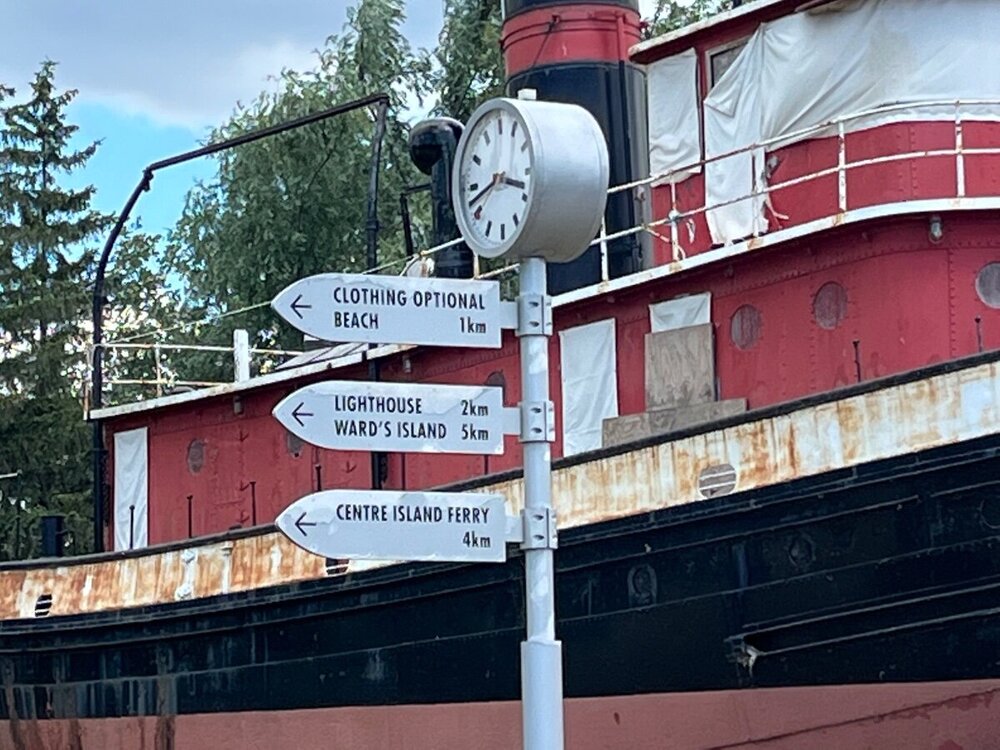 CLOTHING OPTIONAL
BEACH 1km
LIGHTHOUSE 2km
WARD'S ISLAND 5km
CENTRE ISLAND FERRY
4km